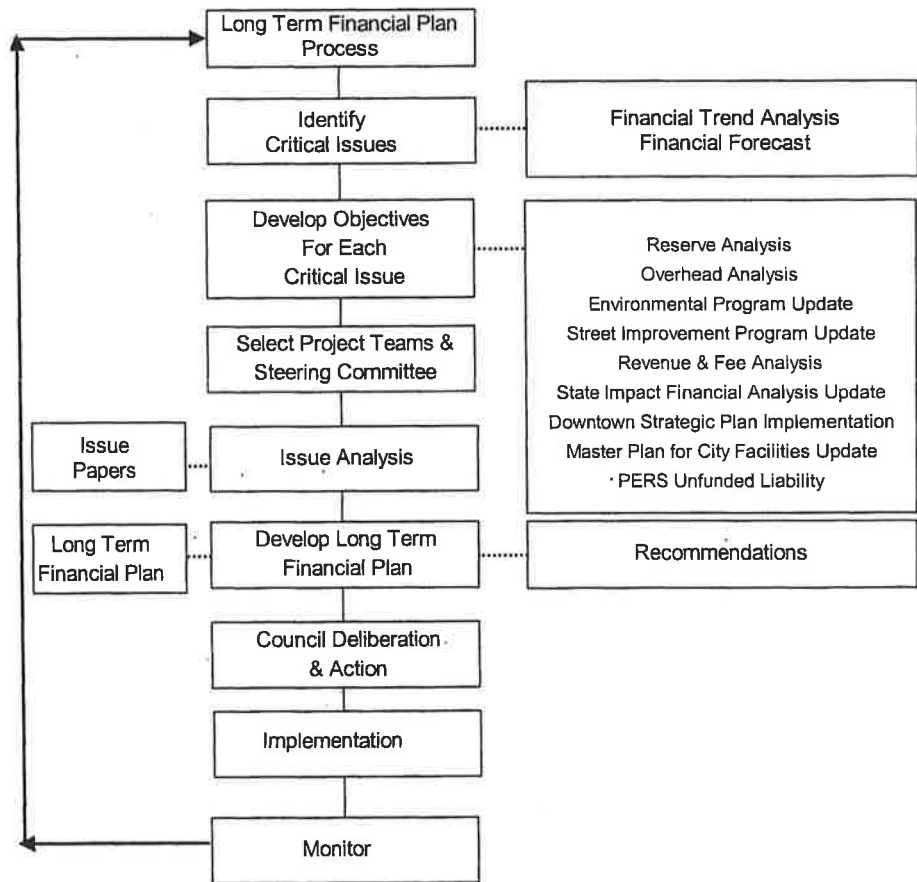 Long Term Financial Plan
Process
Identify
Critical Issues
Financial Trend Analysis
Financial Forecast
Develop Objectives
For Each
Critical Issue
Reserve Analysis
Overhead Analysis
Environmental Program Update
Street Improvement Program Update
Revenue & Fee Analysis
State Impact Financial Analysis Update
Downtown Strategic Plan Implementation
Master Plan for City Facilities Update
PERS Unfunded Liability
Select Project Teams &
Steering Committee
Issue
Papers
Issue Analysis
Long Term
Financial Plan
Develop Long Term
Financial Plan
Recommendations
Council Deliberation
& Action
Implementation
Monitor